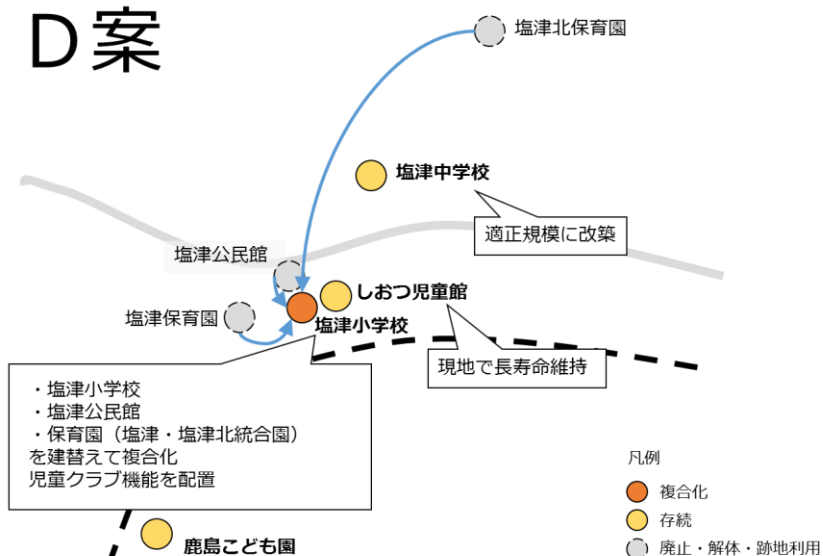 D案
塩津北保育園
塩津中学校
適正規模に改築
塩津公民館
しおつ児童館
塩津保育園
塩津小学校
現地で長寿命維持
・塩津小学校
・塩津公民館
・保育園（塩津・塩津北統合園）
を建替えて複合化
児童クラブ機能を配置
鹿島こども園
凡例
複合化
存続
廃止・解体・跡地利用